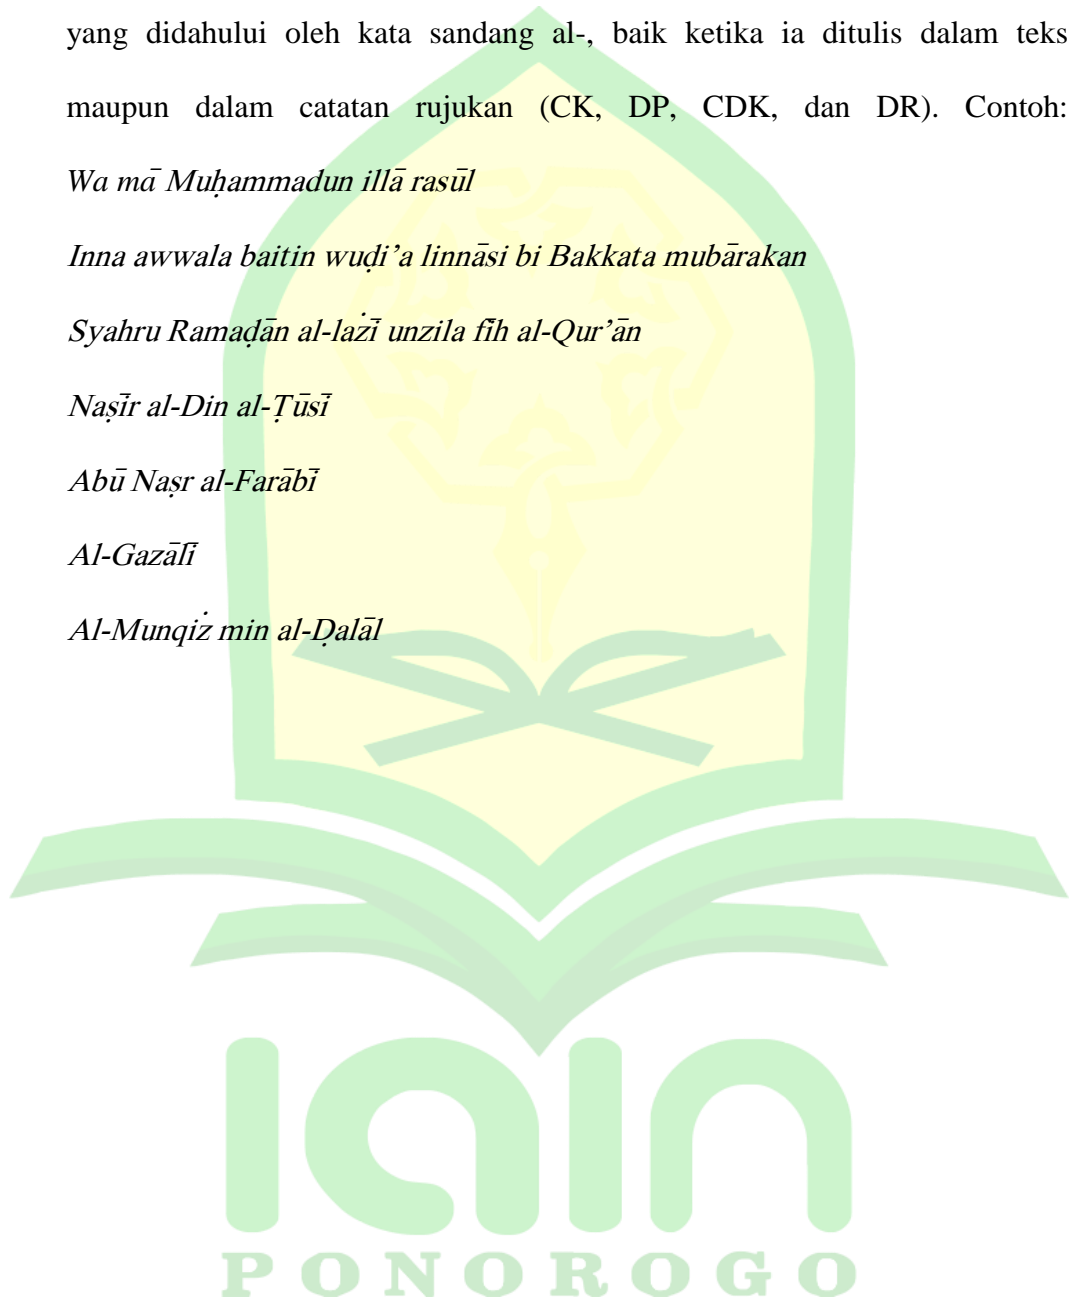 yang didahului oleh kata sandang al-, baik ketika ia ditulis dalam teks
maupun dalam catatan rujukan (CK, DP, CDK, dan DR). Contoh:
Wa mā Muḥammadun illā rasūl
Inna awwala baitin wuḍi’a linnāsi bi Bakkata mubārakan
Syahru Ramaḍān al-lażī unzila fīh al-Qur’ān
Naṣīr al-Din al-Ṭūsī
Abū Naṣr al-Farābī
Al-Gazālī
Al-Munqiż min al-Ḍalāl
iain
PONOROGO